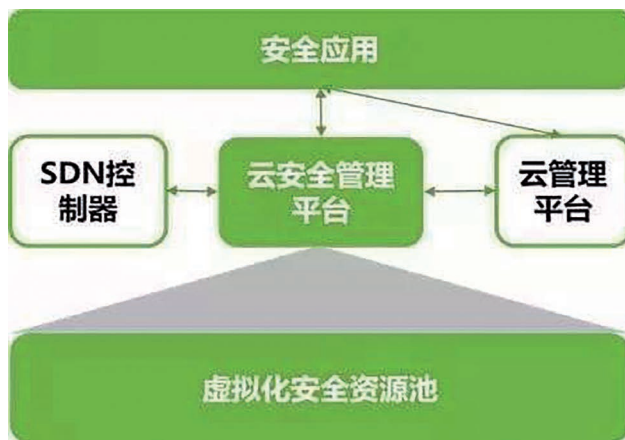 安全应用
SDN控
制器
云安全管理
平台
云管理
平台
虚拟化安全资源池